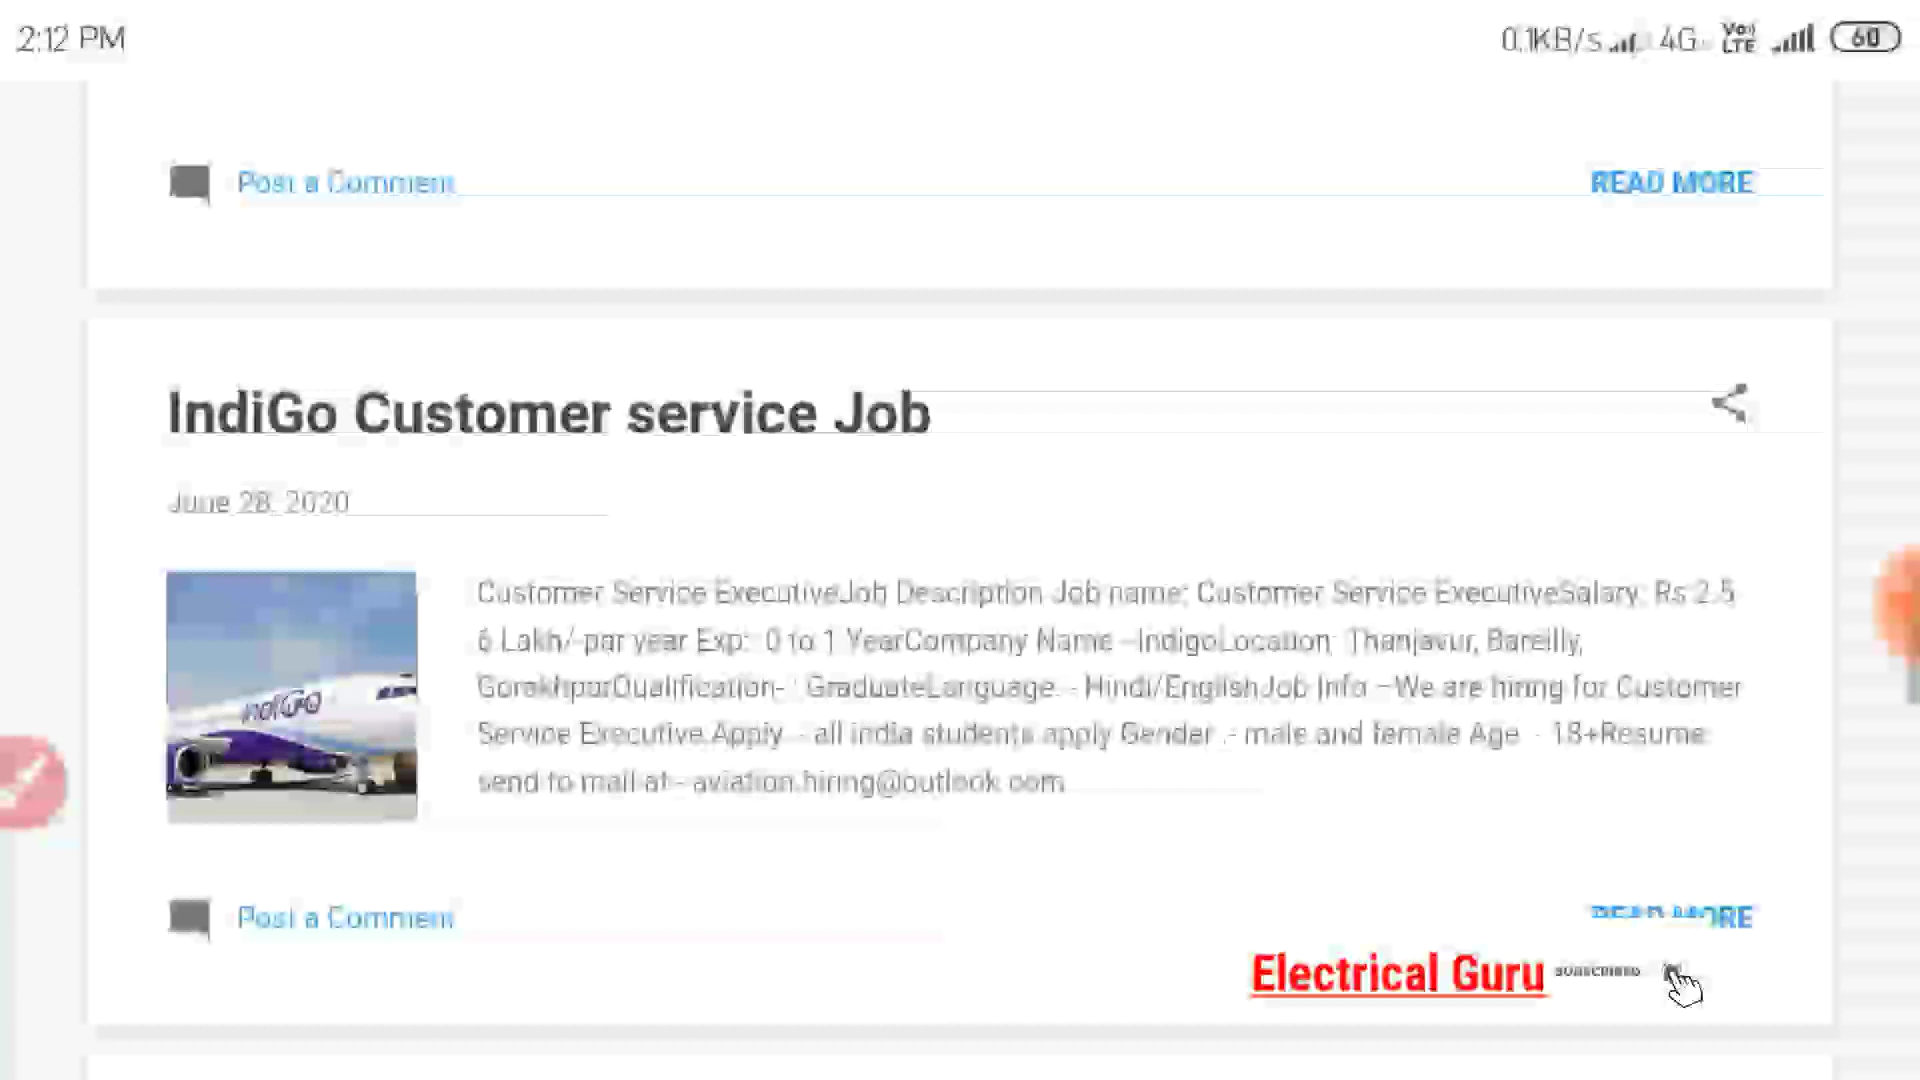 2:12 PM
0.1KB/s 4G Vo LTE 60
Post a Comment
READ MORE
IndiGo Customer service Job
June 28, 2020
IndiGo
Customer Service ExecutiveJob Description Job name: Customer Service ExecutiveSalary: Rs 2.5
6 Lakh/-par year Exp: 0 to 1 YearCompany Name -IndigoLocation: Thanjavur, Bareilly,
GorakhpurQualification- : GraduateLanguage - Hindi/EnglishJob Info -We are hiring for Customer
Service Executive.Apply - all india students apply Gender .- male and female Age - 18+Resume
send to mail at- aviation.hiring@outlook.com
Post a Comment
READ MORE
Electrical Guru SUBSCRIBED